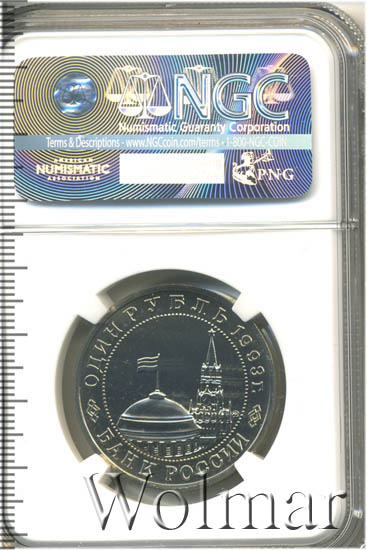 NGC
Numismatic Guaranty Corporation
Terms & Descriptions - www.NGCcoin.com/terms • 1-800-NGC-COIN
AMERICAN
NUMISMATIC
ASSOCIATION
PNG
ОДИН РУБЛЬ 1993 г.
БАНК РОССИИ
Wolmar